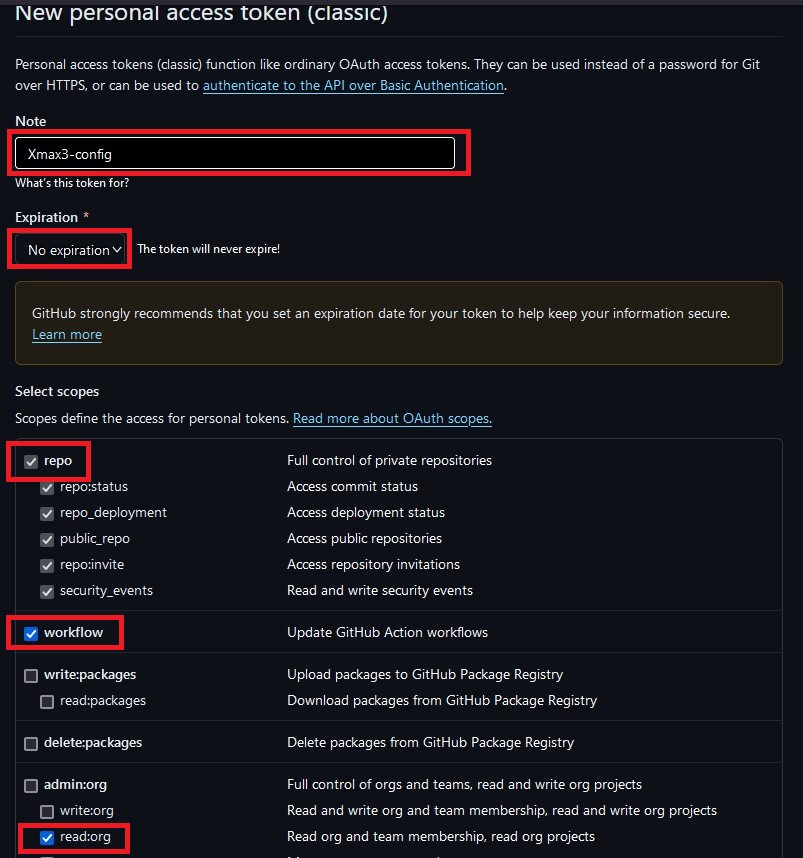 New personal access token (classic)
Personal access tokens (classic) function like ordinary OAuth access tokens. They can be used instead of a password for Git
over HTTPS, or can be used to authenticate to the API over Basic Authentication.
Note
Xmax3-config
What's this token for?
Expiration *
No expiration The token will never expire!
GitHub strongly recommends that you set an expiration date for your token to help keep your information secure.
Learn more
Select scopes
Scopes define the access for personal tokens. Read more about OAuth scopes.
repo Full control of private repositories
repo:status Access commit status
repo_deployment Access deployment status
public_repo Access public repositories
repo:invite Access repository invitations
security_events Read and write security events
workflow Update GitHub Action workflows
write:packages Upload packages to GitHub Package Registry
read:packages Download packages from GitHub Package Registry
delete:packages Delete packages from GitHub Package Registry
admin:org Full control of orgs and teams, read and write org projects
write:org Read and write org and team membership, read and write org projects
read:org Read org and team membership, read org projects